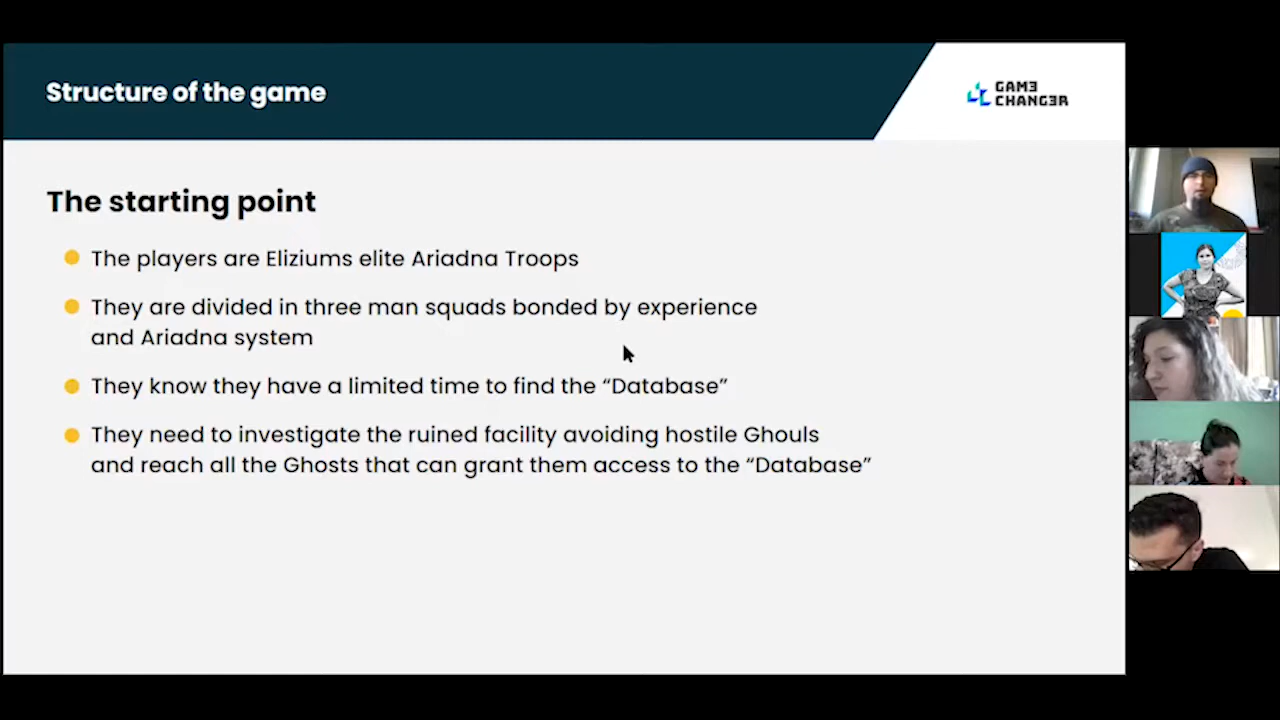 Structure of the game
GAM3
CHANG3R
The starting point
The players are Eliziums elite Ariadna Troops
They are divided in three man squads bonded by experience
and Ariadna system
They know they have a limited time to find the “Database”
They need to investigate the ruined facility avoiding hostile Ghouls
and reach all the Ghosts that can grant them access to the “Database”